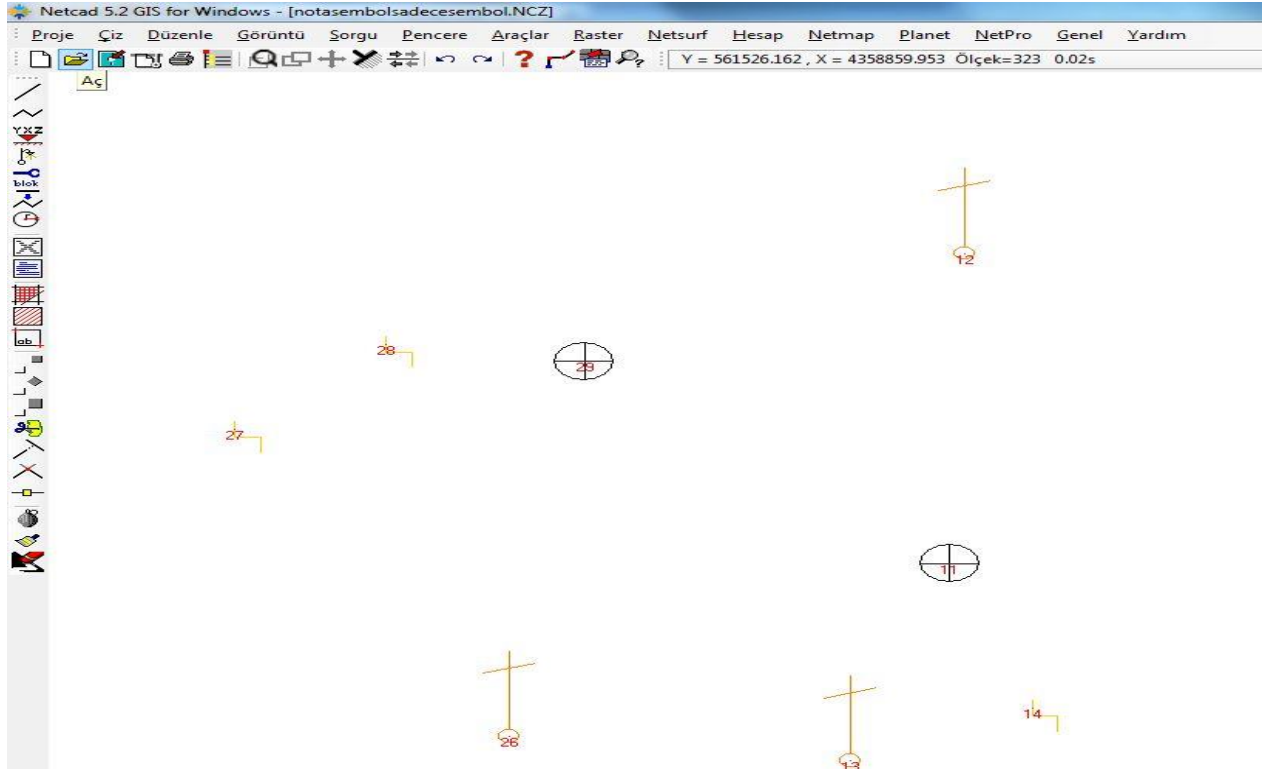 Netcad 5.2 GIS for Windows - [notasembolsadecesembol.NCZ]
Proje Çiz Düzenle Görüntü Sorgu Pencere Araçlar Raster Netsurf Hesap Netmap Planet NetPro Genel Yardım
Y = 561526.162 , X = 4358859.953 Ölçek=323 0.02s
Aç
YXZ
blok
ab
12
28
29
27
11
14
26
13